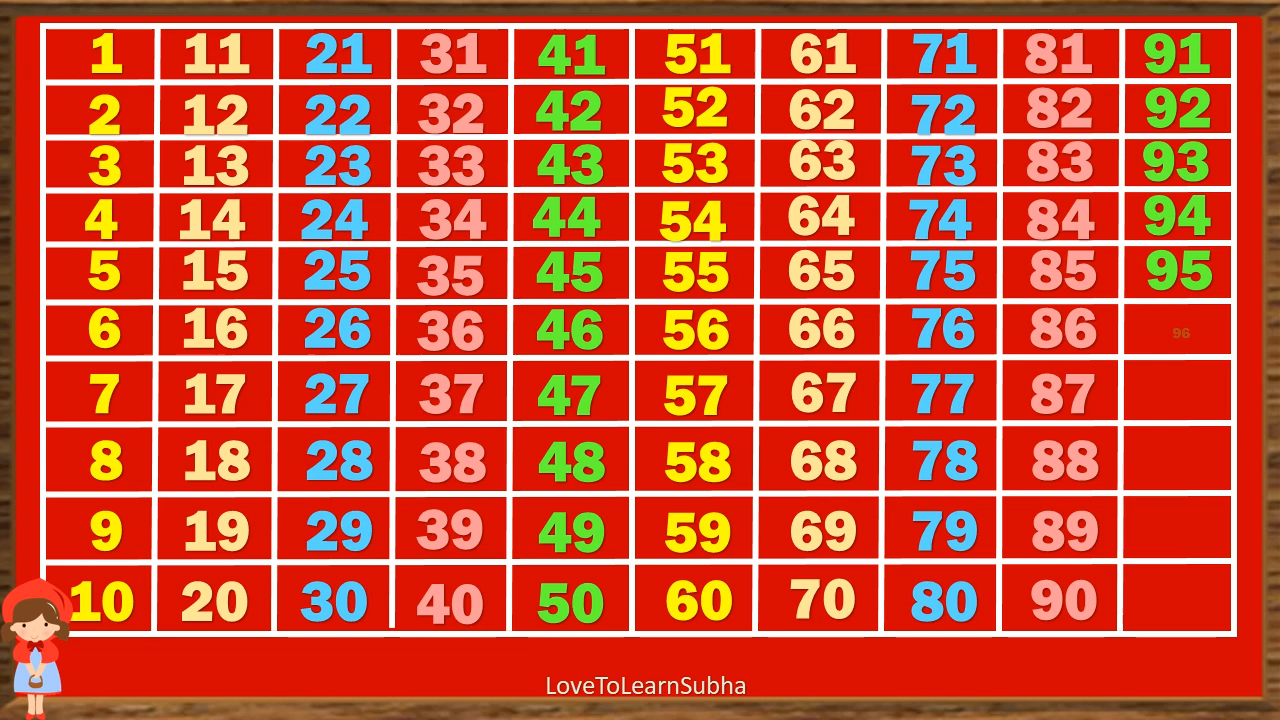 1 11 21 31 41 51 61 71 81 91
2 12 22 32 42 52 62 72 82 92
3 13 23 33 43 53 63 73 83 93
4 14 24 34 44 54 64 74 84 94
5 15 25 35 45 55 65 75 85 95
6 16 26 36 46 56 66 76 86 96
7 17 27 37 47 57 67 77 87
8 18 28 38 48 58 68 78 88
9 19 29 39 49 59 69 79 89
10 20 30 40 50 60 70 80 90
LoveToLearnSubha